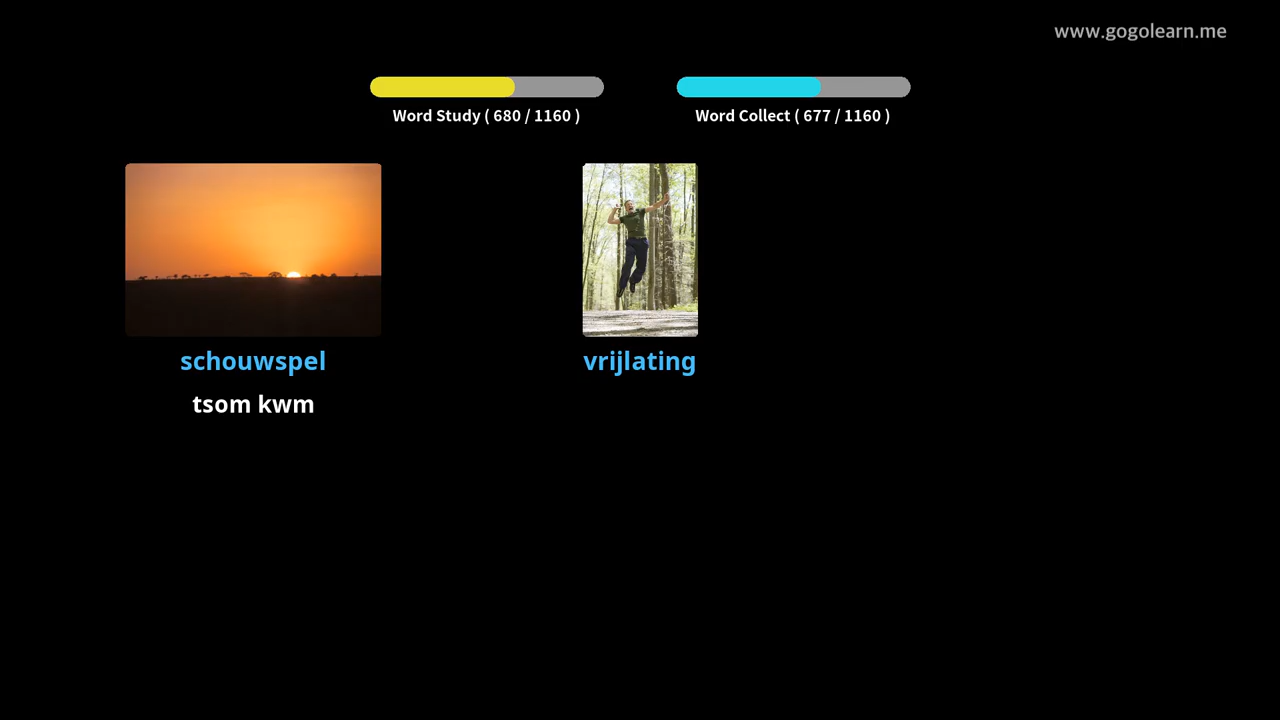 www.gogolearn.me
Word Study ( 680 / 1160 )
Word Collect ( 677 / 1160 )
schouwspel
vrijlating
tsom kwm